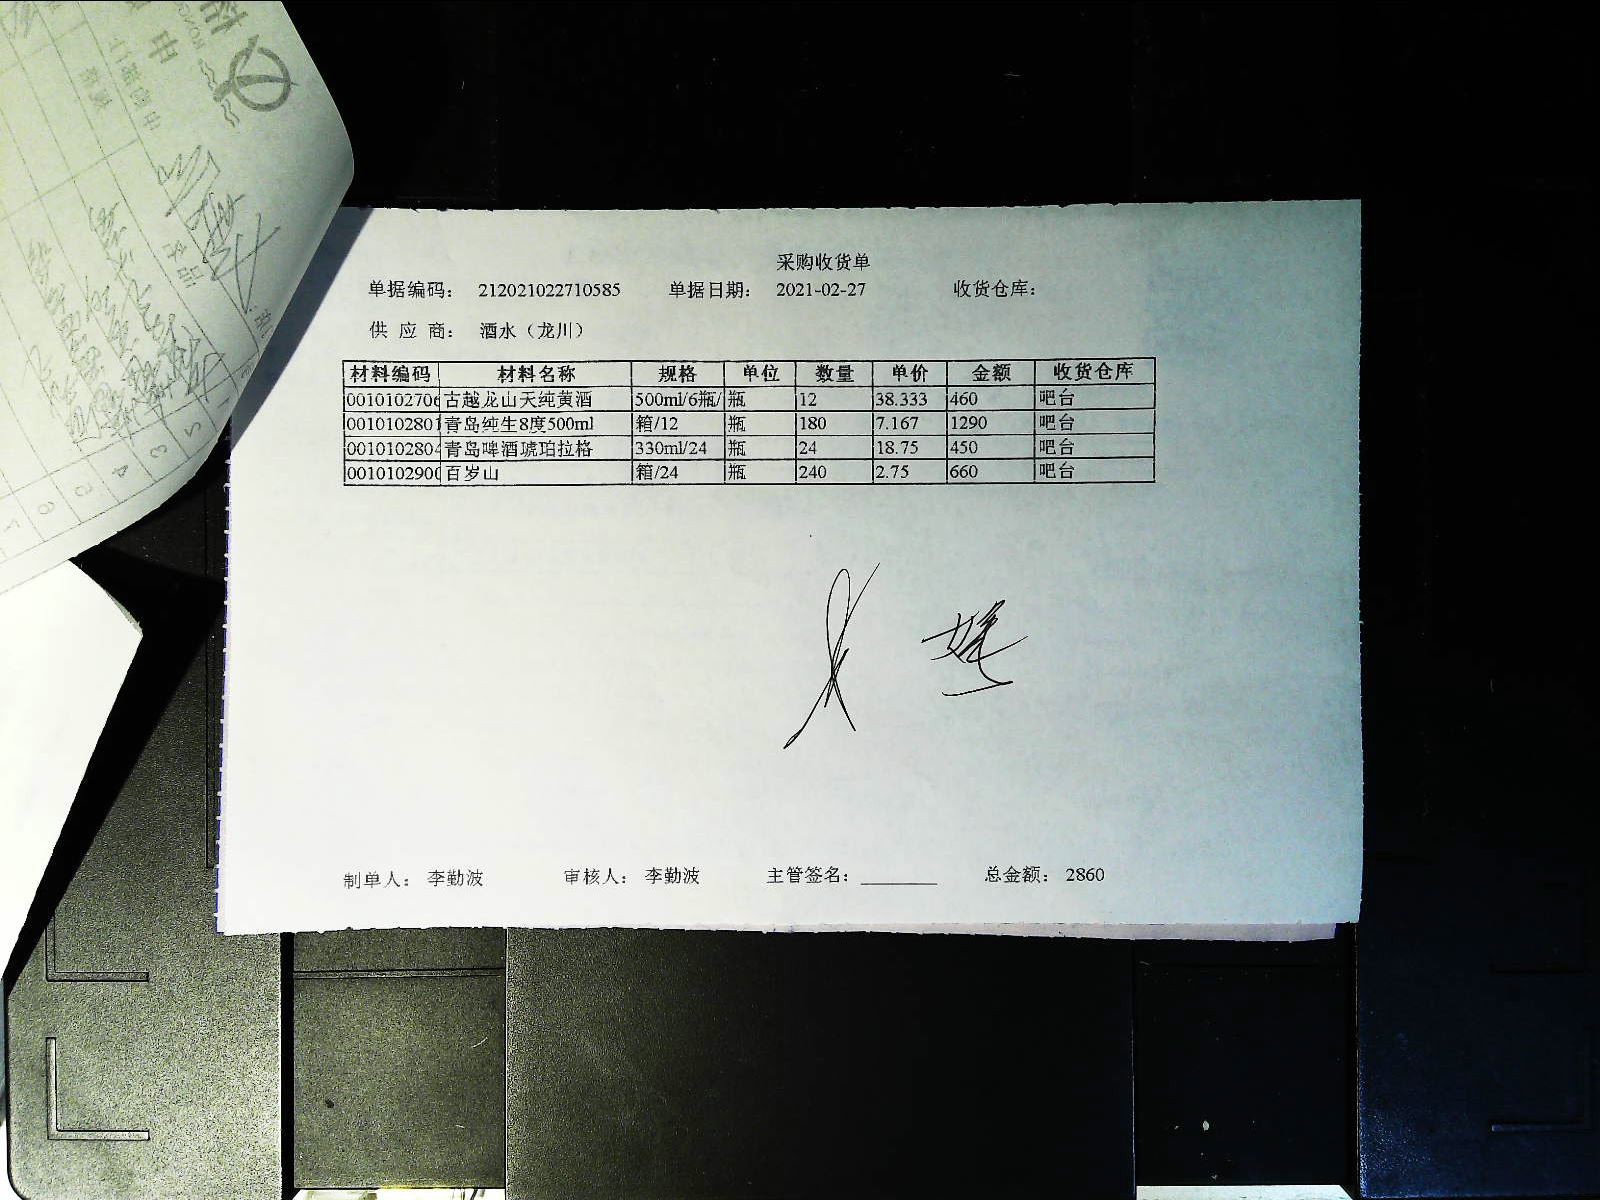 采购收货单
单据编码： 212021022710585 单据日期： 2021-02-27 收货仓库：
供 应 商： 酒水（龙川）
材料编码 材料名称 规格 单位 数量 单价 金额 收货仓库
0010102706 古越龙山天纯黄酒 500ml/6瓶/ 瓶 12 38.333 460 吧台
0010102801 青岛纯生8度500ml 箱/12 瓶 180 7.167 1290 吧台
0010102804 青岛啤酒琥珀拉格 330ml/24 瓶 24 18.75 450 吧台
0010102900 百岁山 箱/24 瓶 240 2.75 660 吧台
制单人： 李勤波 审核人： 李勤波 主管签名：________ 总金额： 2860